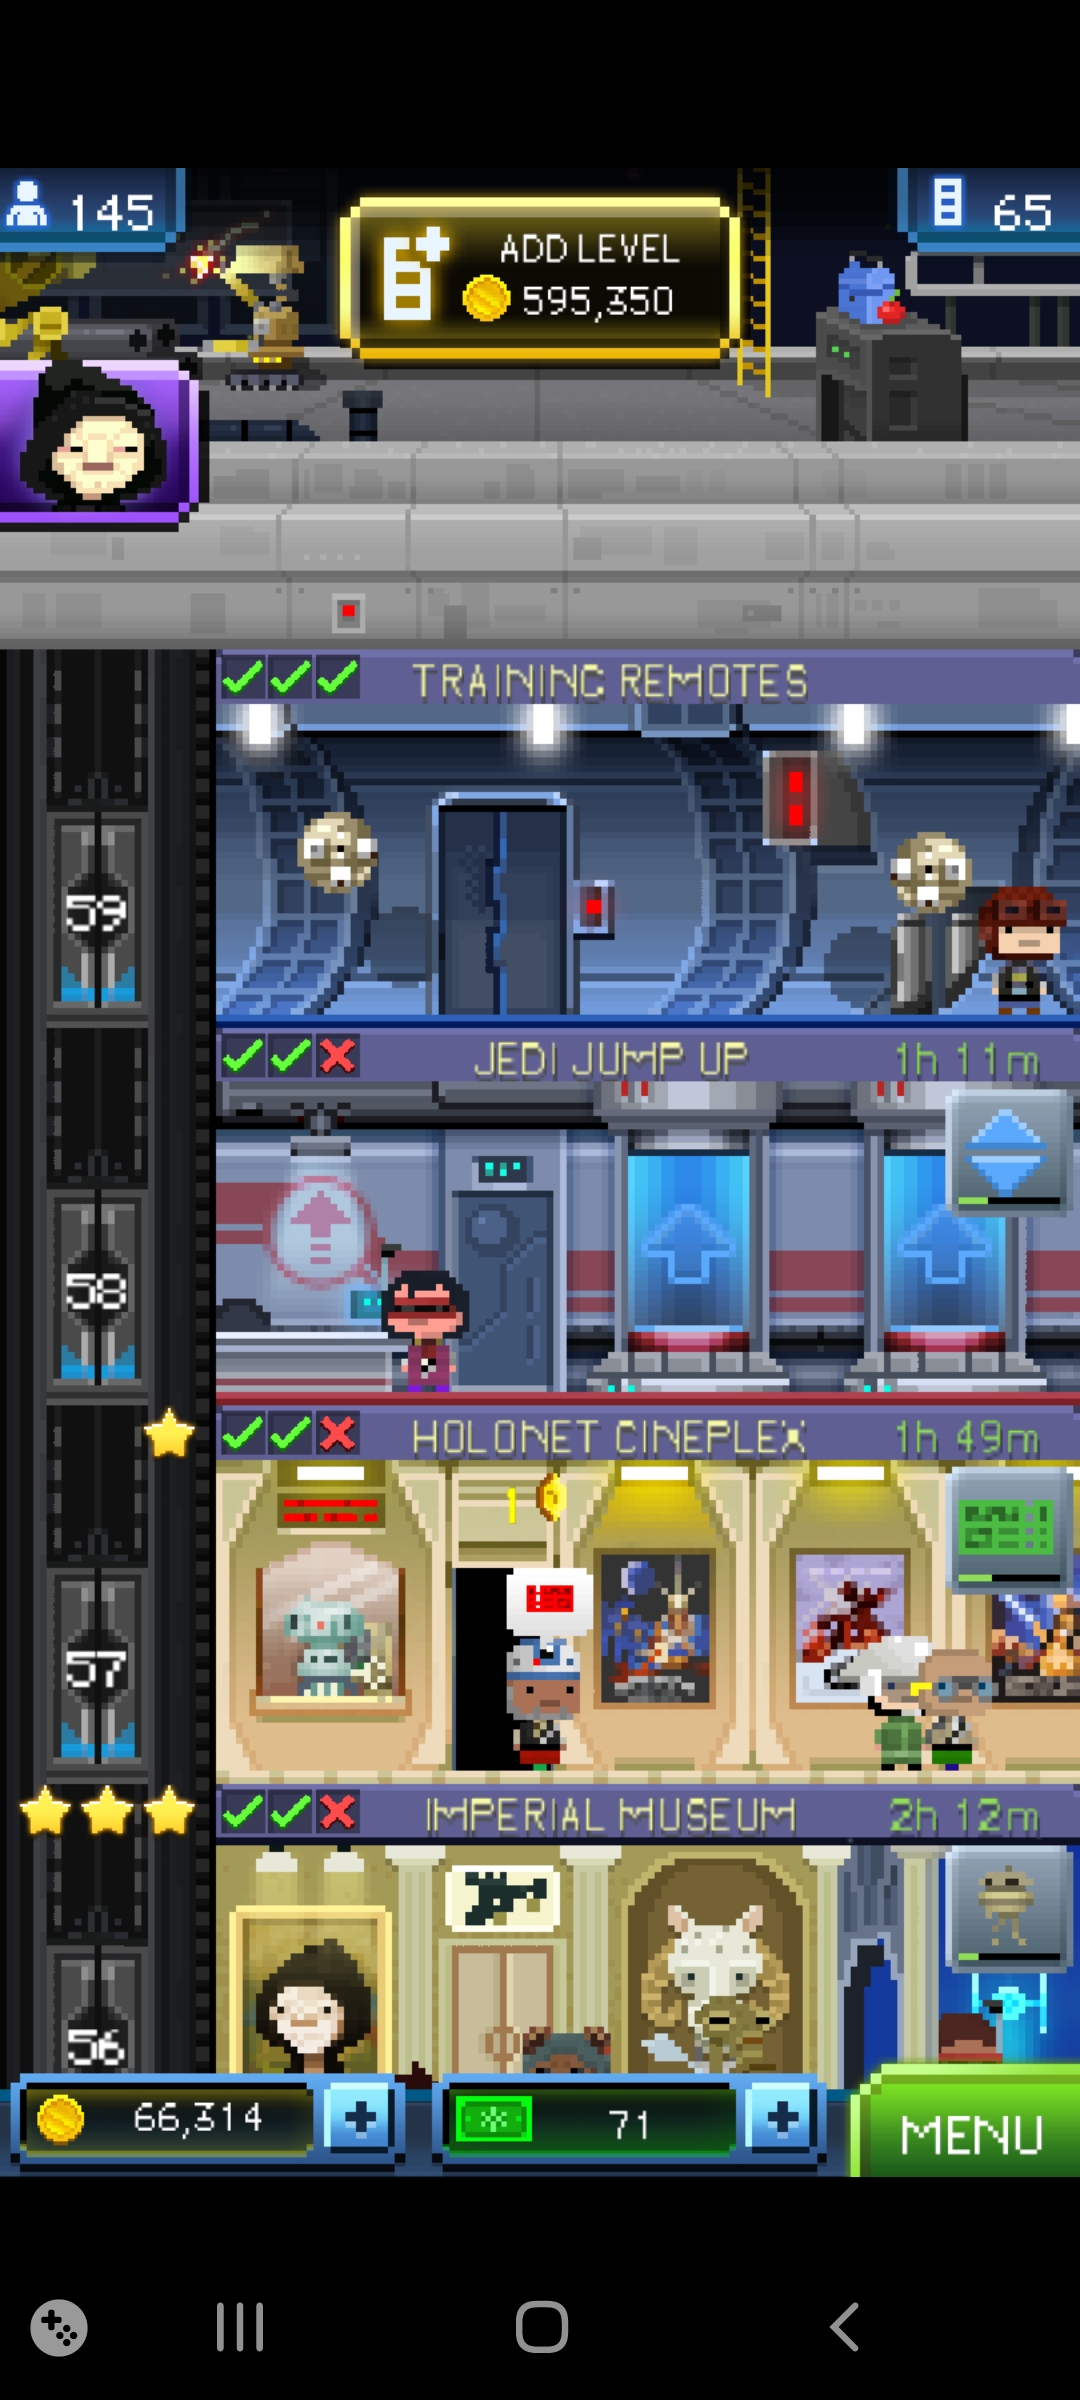 145
ADD LEVEL
595,350
65
TRAINING REMOTES
59
JEDI JUMP UP
1h 11m
58
HOLONET CINEPLEX
1h 49m
1
57
IMPERIAL MUSEUM
2h 12m
56
66,314
71
MENU